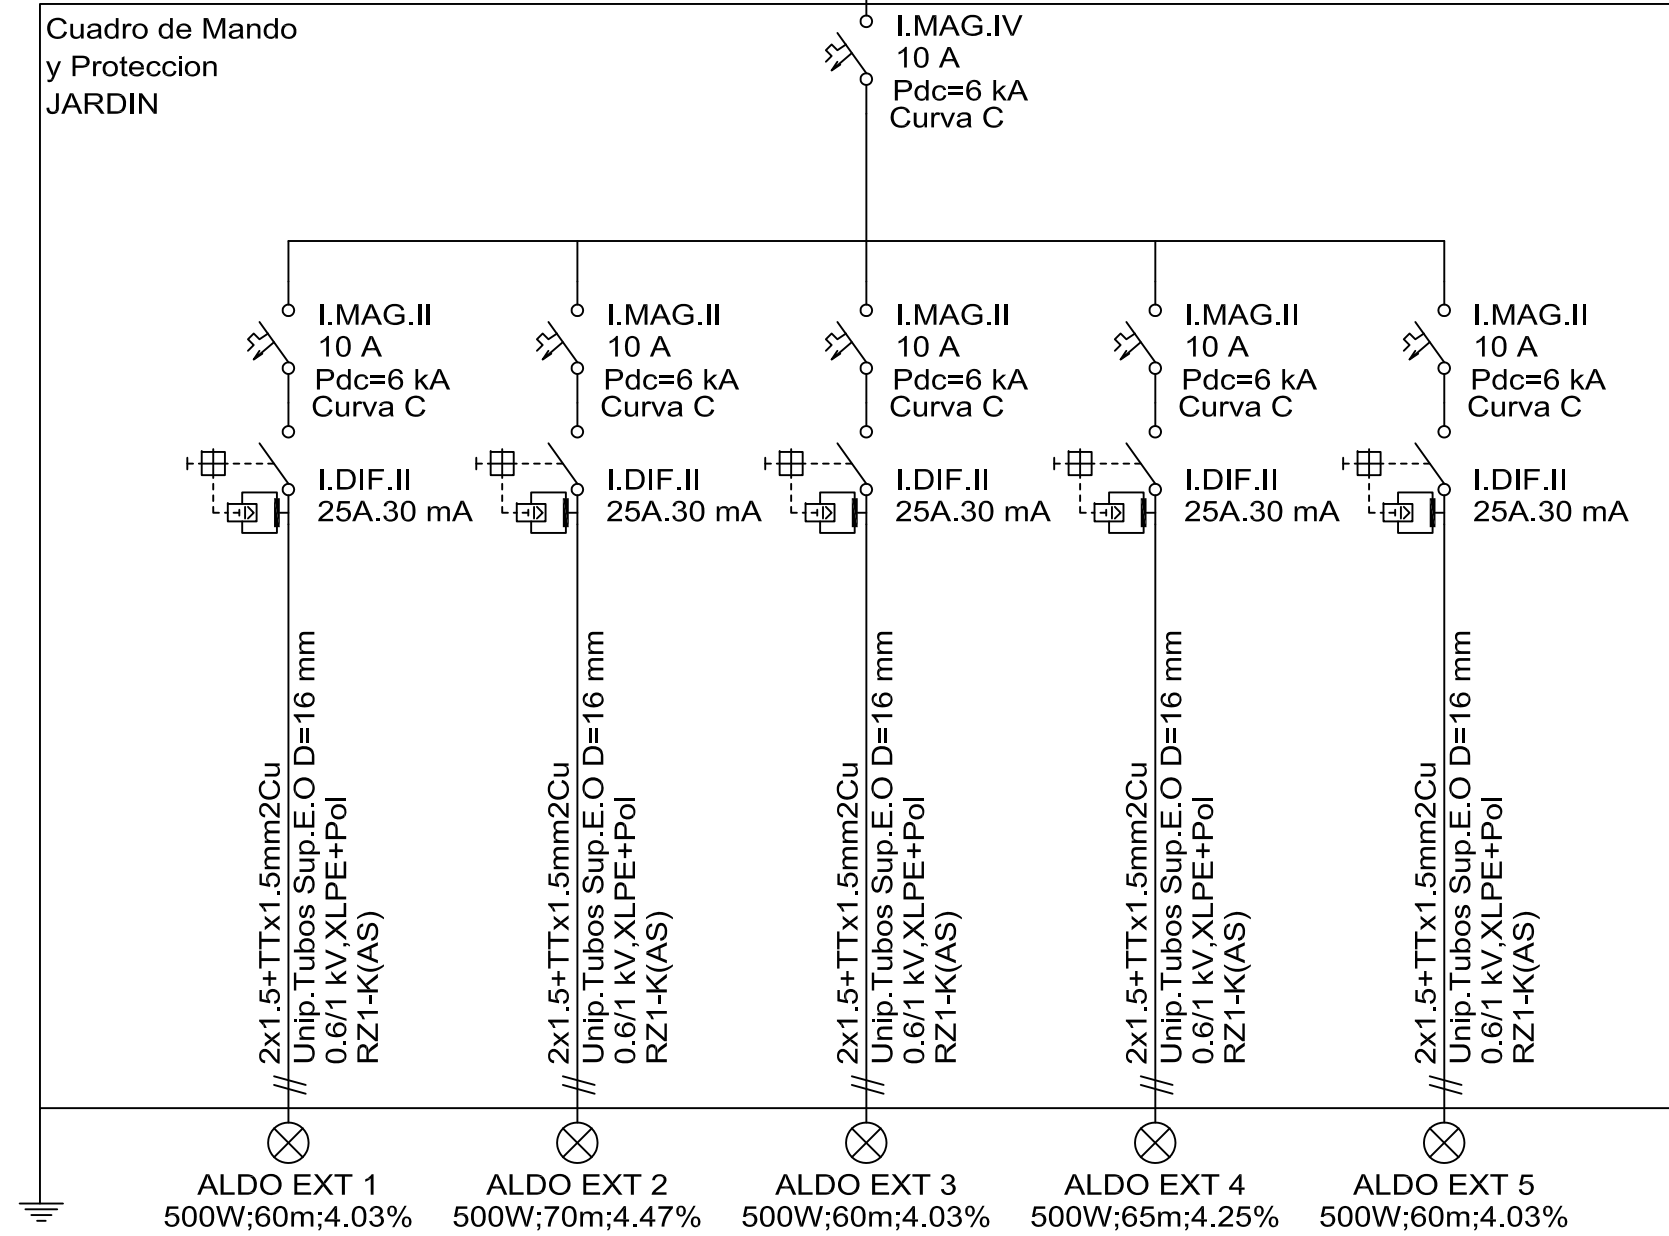 Cuadro de Mando
y Proteccion
JARDIN
I.MAG.IV
10 A
Pdc=6 kA
Curva C
I.MAG.II
10 A
Pdc=6 kA
Curva C
I.DIF.II
25A.30 mA
2x1.5+TTx1.5mm2Cu
Unip.Tubos Sup.E.O D=16 mm
0.6/1 kV,XLPE+Pol
RZ1-K(AS)
ALDO EXT 1
500W;60m;4.03%
I.MAG.II
10 A
Pdc=6 kA
Curva C
I.DIF.II
25A.30 mA
2x1.5+TTx1.5mm2Cu
Unip.Tubos Sup.E.O D=16 mm
0.6/1 kV,XLPE+Pol
RZ1-K(AS)
ALDO EXT 2
500W;70m;4.47%
I.MAG.II
10 A
Pdc=6 kA
Curva C
I.DIF.II
25A.30 mA
2x1.5+TTx1.5mm2Cu
Unip.Tubos Sup.E.O D=16 mm
0.6/1 kV,XLPE+Pol
RZ1-K(AS)
ALDO EXT 3
500W;60m;4.03%
I.MAG.II
10 A
Pdc=6 kA
Curva C
I.DIF.II
25A.30 mA
2x1.5+TTx1.5mm2Cu
Unip.Tubos Sup.E.O D=16 mm
0.6/1 kV,XLPE+Pol
RZ1-K(AS)
ALDO EXT 4
500W;65m;4.25%
I.MAG.II
10 A
Pdc=6 kA
Curva C
I.DIF.II
25A.30 mA
2x1.5+TTx1.5mm2Cu
Unip.Tubos Sup.E.O D=16 mm
0.6/1 kV,XLPE+Pol
RZ1-K(AS)
ALDO EXT 5
500W;60m;4.03%